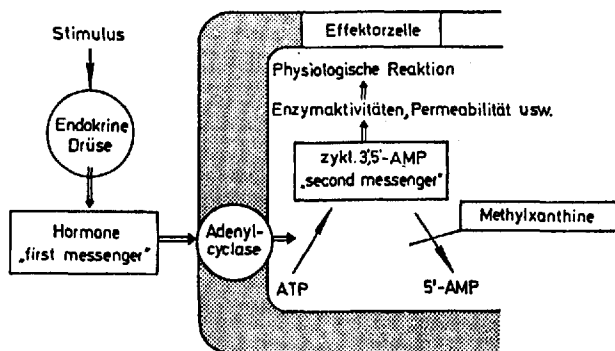 Stimulus
Endokrine
Drüse
Hormone
„first messenger"
Adenyl-
cyclase
Effektorzelle
Physiologische Reaktion
Enzymaktivitäten, Permeabilität usw.
zykl. 3',5'-AMP
„second messenger"
Methylxanthine
ATP
5'-AMP